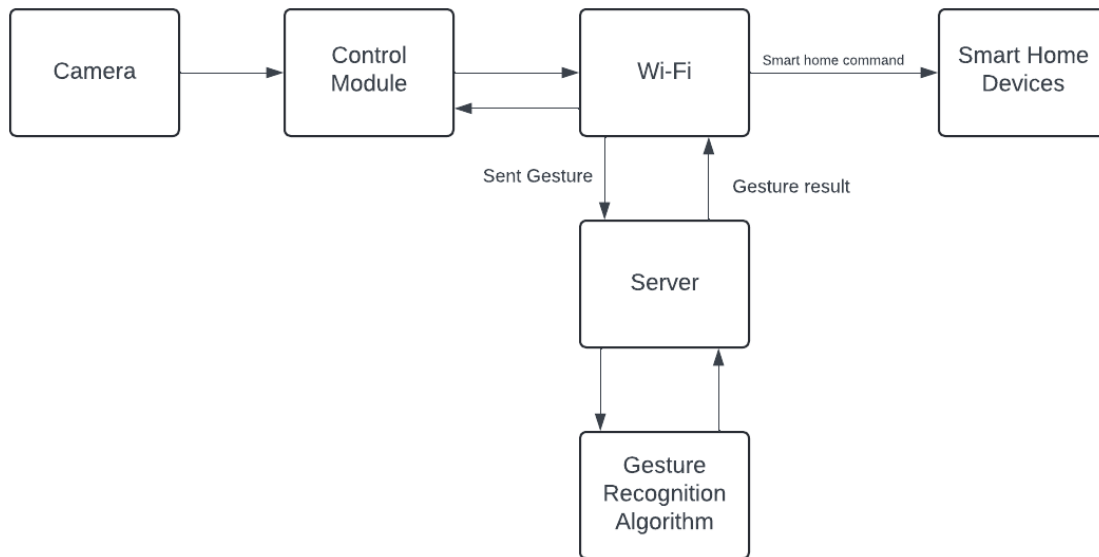 Camera
Control
Module
Wi-Fi
Smart home command
Smart Home
Devices
Sent Gesture
Gesture result
Server
Gesture
Recognition
Algorithm